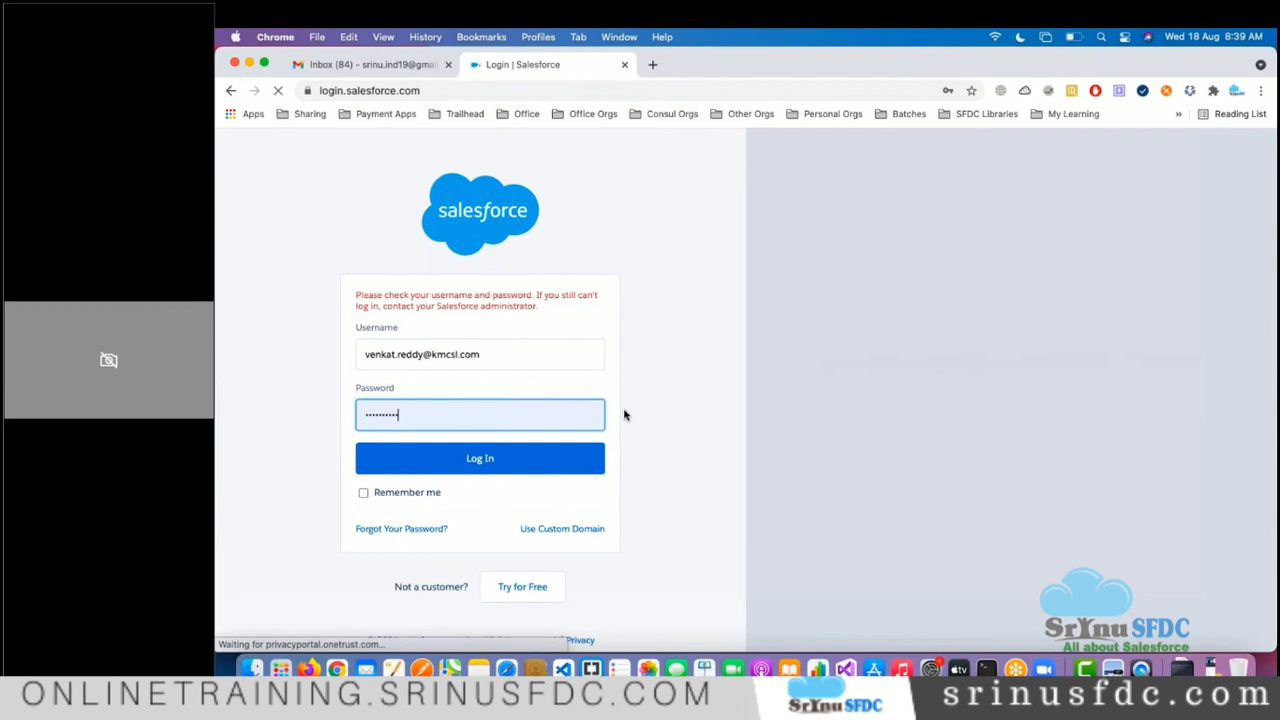 Chrome File Edit View History Bookmarks Profiles Tab Window Help Wed 18 Aug 8:39 AM
Inbox (84) – srinu.ind19@gmai Login | Salesforce
login.salesforce.com
Apps Sharing Payment Apps Trailhead Office Office Orgs Consul Orgs Other Orgs Personal Orgs Batches SFDC Libraries My Learning » Reading List
salesforce
Please check your username and password. If you still can't
log in, contact your Salesforce administrator.
Username
venkat.reddy@kmcsl.com
Password
Log In
Remember me
Forgot Your Password? Use Custom Domain
Not a customer? Try for Free
Privacy
Waiting for privacyportal.onetrust.com...
SrYnu SFDC
All about Salesforce
ONLINETRAINING.SRINUSFDC.COM
SrYnu SFDC
srinusfdc.com